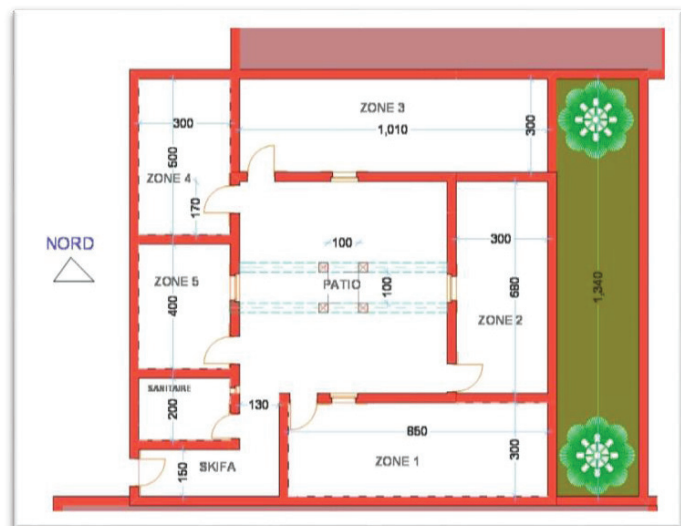 ZONE 3
1,010
300
300
500
ZONE 4
170
NORD
100
300
ZONE 5
PATIO
100
680
1,340
400
ZONE 2
SANITAIRE
200
130
850
ZONE 1
300
SKIFA
150